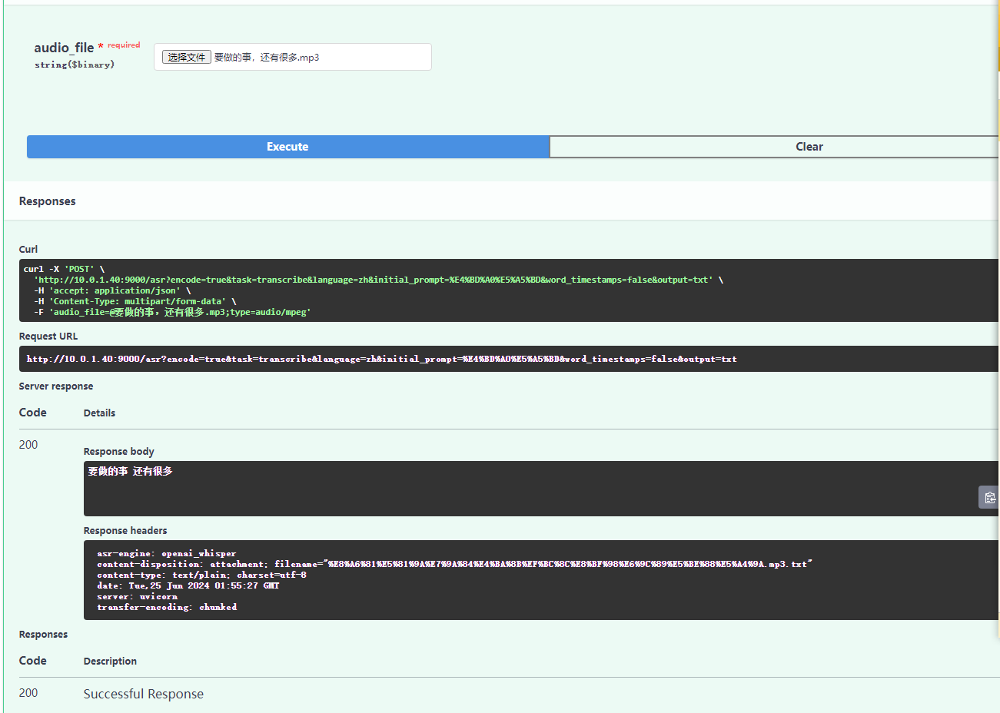 audio_file * required
string($binary)
选择文件 要做的事，还有很多.mp3
Execute
Clear
Responses
Curl
curl -X 'POST' \
'http://10.0.1.40:9000/asr?encode=true&task=transcribe&language=zh&initial_prompt=%E4%BD%A0%E5%A5%BD&word_timestamps=false&output=txt' \
-H 'accept: application/json' \
-H 'Content-Type: multipart/form-data' \
-F 'audio_file=@要做的事，还有很多.mp3;type=audio/mpeg'
Request URL
http://10.0.1.40:9000/asr?encode=true&task=transcribe&language=zh&initial_prompt=%E4%BD%A0%E5%A5%BD&word_timestamps=false&output=txt
Server response
Code
Details
200
Response body
要做的事 还有很多
Response headers
asr-engine: openai_whisper
content-disposition: attachment; filename="%E8%A6%81%E5%81%9A%E7%9A%84%E4%BA%8B%EF%BC%8C%E8%BF%98%E6%9C%89%E5%BE%88%E5%A4%9A.mp3.txt"
content-type: text/plain; charset=utf-8
date: Tue,25 Jun 2024 01:55:27 GMT
server: uvicorn
transfer-encoding: chunked
Responses
Code
Description
200
Successful Response